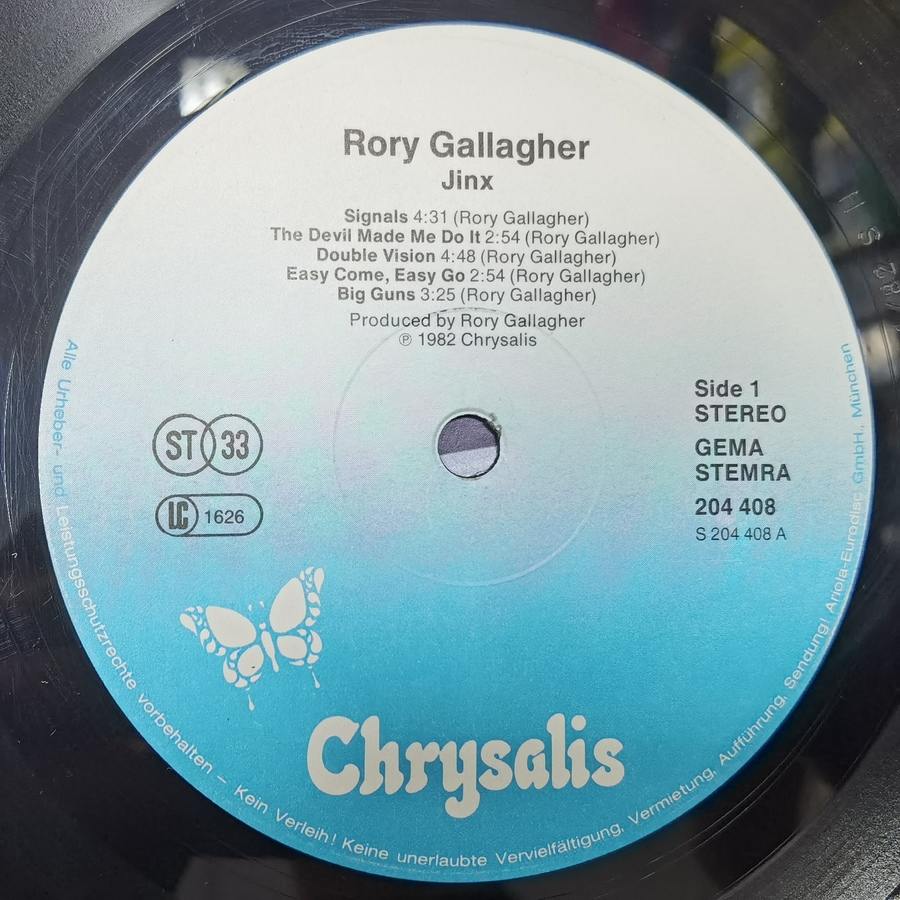 Rory Gallagher
Jinx
Signals 4:31 (Rory Gallagher)
The Devil Made Me Do It 2:54 (Rory Gallagher)
Double Vision 4:48 (Rory Gallagher)
Easy Come, Easy Go 2:54 (Rory Gallagher)
Big Guns 3:25 (Rory Gallagher)
Produced by Rory Gallagher
℗ 1982 Chrysalis
ST 33
LC 1626
Side 1
STEREO
GEMA
STEMRA
204 408
S 204 408 A
Chrysalis
Alle Urheber- und Leistungsschutzrechte vorbehalten – Kein Verleih! Keine unerlaubte Vervielfältigung, Vermietung, Aufführung, Sendung! Ariola-Eurodisc GmbH., München